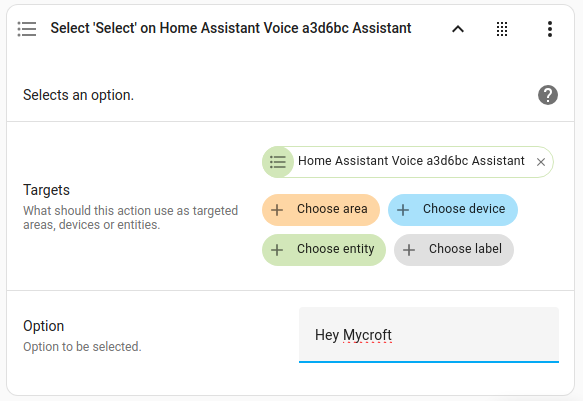 Select 'Select' on Home Assistant Voice a3d6bc Assistant
Selects an option.
Home Assistant Voice a3d6bc Assistant
Targets
What should this action use as targeted
areas, devices or entities.
Choose area
Choose device
Choose entity
Choose label
Option
Option to be selected.
Hey Mycroft